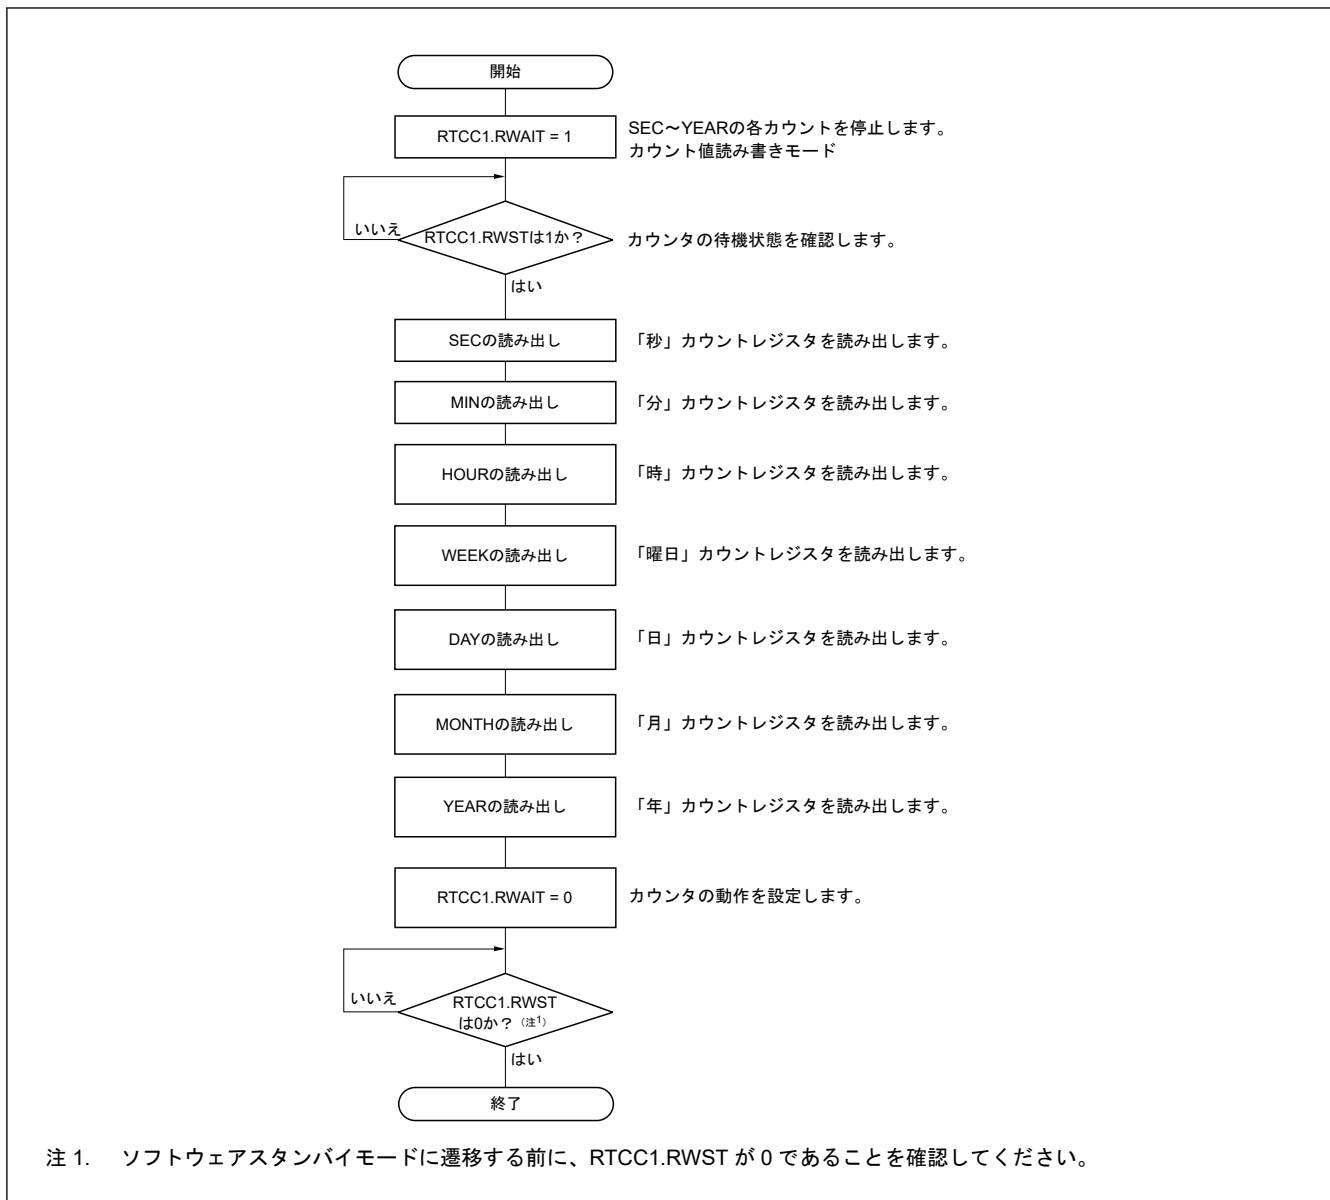 開始
RTCC1.RWAIT = 1
SEC～YEARの各カウントを停止します。
カウント値読み書きモード
いいえ
RTCC1.RWSTは1か？
カウンタの待機状態を確認します。
はい
SECの読み出し
「秒」カウントレジスタを読み出します。
MINの読み出し
「分」カウントレジスタを読み出します。
HOURの読み出し
「時」カウントレジスタを読み出します。
WEEKの読み出し
「曜日」カウントレジスタを読み出します。
DAYの読み出し
「日」カウントレジスタを読み出します。
MONTHの読み出し
「月」カウントレジスタを読み出します。
YEARの読み出し
「年」カウントレジスタを読み出します。
RTCC1.RWAIT = 0
カウンタの動作を設定します。
いいえ
RTCC1.RWST
は0か？（注1）
はい
終了
注 1. ソフトウェアスタンバイモードに遷移する前に、RTCC1.RWST が 0 であることを確認してください。